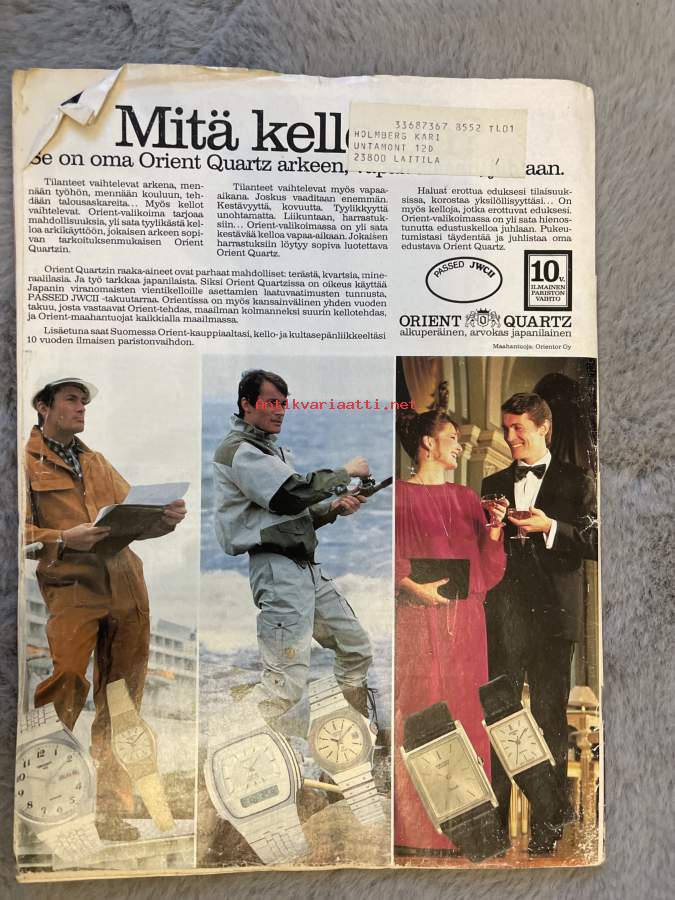 Mitä kell
33687367 8552 TL01
HOLMBERG KARI
UNTAMONT 12D
23800 LAITILA /
Se on oma Orient Quartz arkeen,
Tilanteet vaihtelevat arkena, men-
nään työhön, mennään kouluun, teh-
dään talousaskareita... Myös kellot
vaihtelevat. Orient-valikoima tarjoaa
mahdollisuuksia, yli sata tyylikästä kel-
loa arkikäyttöön, jokaisen arkeen sopi-
van tarkoituksenmukaisen Orient
Quartzin.
Tilanteet vaihtelevat myös vapaa-
aikana. Joskus vaaditaan enemmän.
Kestävyyttä, kovuutta. Tyylikkyyttä
unohtamatta. Liikuntaan, harrastuk-
siin... Orient-valikoimassa on yli sata
kestävää kelloa vapaa-aikaan. Jokaisen
harrastuksiin löytyy sopiva luotettava
Orient Quartz.
Haluat erottua eduksesi tilaisuuk-
sissa, korostaa yksilöllisyyttäsi... On
myös kelloja, jotka erottuvat eduksesi.
Orient-valikoimassa on yli sata hienos-
tunutta edustuskelloa juhlaan. Pukeu-
tumistasi täydentää ja juhlistaa oma
edustava Orient Quartz.
Orient Quartzin raaka-aineet ovat parhaat mahdolliset: terästä, kvartsia, mine-
raalilasia. Ja työ tarkkaa japanilaista. Siksi Orient Quartzissa on oikeus käyttää
Japanin viranomaisten vientikelloille asettamien laatuvaatimusten tunnusta,
PASSED JWCII -takuutarraa. Orientissa on myös kansainvälinen yhden vuoden
takuu, josta vastaavat Orient-tehdas, maailman kolmanneksi suurin kellotehdas,
ja Orient-maahantuojat kaikkialla maailmassa.
Lisäetuna saat Suomessa Orient-kauppiaaltasi, kello- ja kultasepänliikkeeltäsi
10 vuoden ilmaisen paristonvaihdon.
PASSED JWCII
10 v.
ILMAINEN
PARISTON
VAIHTO
ORIENT QUARTZ
alkuperäinen, arvokas japanilainen
Maahantuoja: Orientor Oy
Antikvariaatti.net